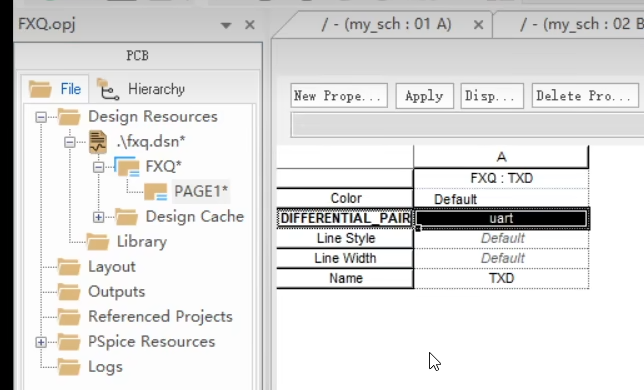 FXQ.opj
/ - (my_sch : 01 A)
/ - (my_sch : 02 B
PCB
File
Hierarchy
New Prope...
Apply
Disp...
Delete Pro...
Design Resources
.\fxq.dsn*
FXQ*
PAGE1*
Design Cache
Library
Layout
Outputs
Referenced Projects
PSpice Resources
Logs
A
FXQ : TXD
Color
Default
DIFFERENTIAL_PAIR
uart
Line Style
Default
Line Width
Default
Name
TXD